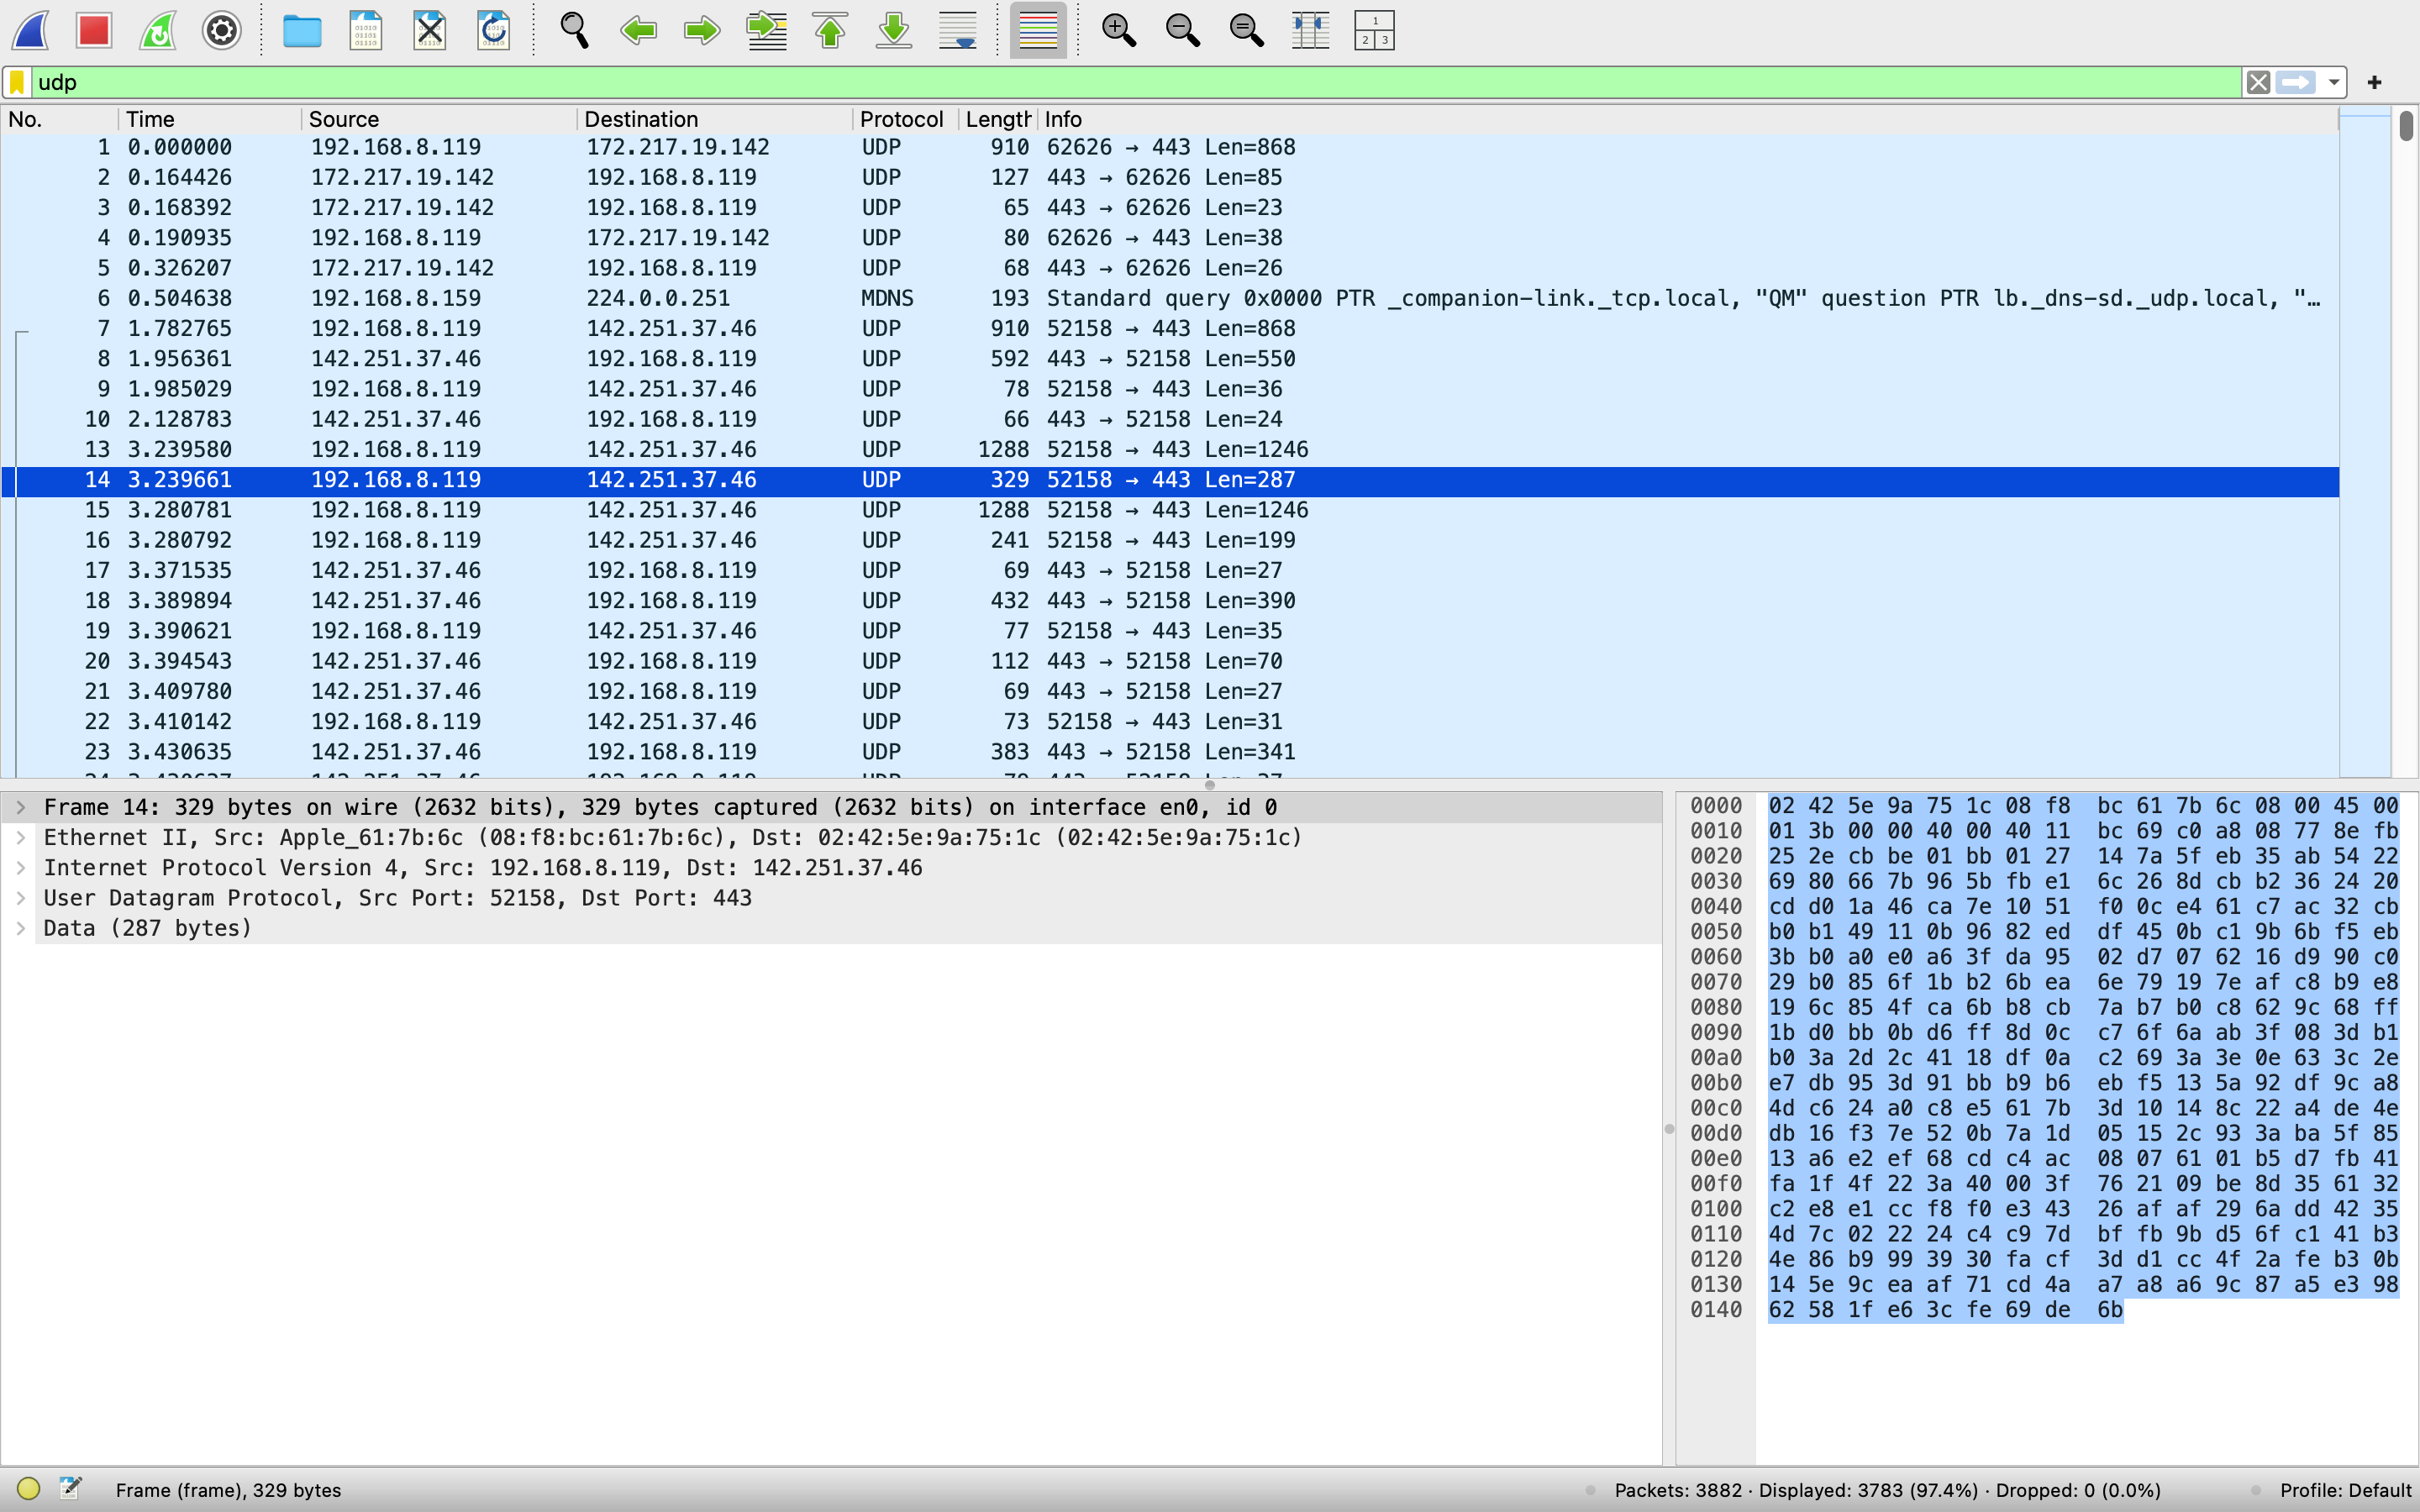 1
2 3
udp
+
No. Time Source Destination Protocol Length Info
1 0.000000 192.168.8.119 172.217.19.142 UDP 910 62626 → 443 Len=868
2 0.164426 172.217.19.142 192.168.8.119 UDP 127 443 → 62626 Len=85
3 0.168392 172.217.19.142 192.168.8.119 UDP 65 443 → 62626 Len=23
4 0.190935 192.168.8.119 172.217.19.142 UDP 80 62626 → 443 Len=38
5 0.326207 172.217.19.142 192.168.8.119 UDP 68 443 → 62626 Len=26
6 0.504638 192.168.8.159 224.0.0.251 MDNS 193 Standard query 0x0000 PTR _companion-link._tcp.local, "QM" question PTR lb._dns-sd._udp.local, "…
7 1.782765 192.168.8.119 142.251.37.46 UDP 910 52158 → 443 Len=868
8 1.956361 142.251.37.46 192.168.8.119 UDP 592 443 → 52158 Len=550
9 1.985029 192.168.8.119 142.251.37.46 UDP 78 52158 → 443 Len=36
10 2.128783 142.251.37.46 192.168.8.119 UDP 66 443 → 52158 Len=24
13 3.239580 192.168.8.119 142.251.37.46 UDP 1288 52158 → 443 Len=1246
14 3.239661 192.168.8.119 142.251.37.46 UDP 329 52158 → 443 Len=287
15 3.280781 192.168.8.119 142.251.37.46 UDP 1288 52158 → 443 Len=1246
16 3.280792 192.168.8.119 142.251.37.46 UDP 241 52158 → 443 Len=199
17 3.371535 142.251.37.46 192.168.8.119 UDP 69 443 → 52158 Len=27
18 3.389894 142.251.37.46 192.168.8.119 UDP 432 443 → 52158 Len=390
19 3.390621 192.168.8.119 142.251.37.46 UDP 77 52158 → 443 Len=35
20 3.394543 142.251.37.46 192.168.8.119 UDP 112 443 → 52158 Len=70
21 3.409780 142.251.37.46 192.168.8.119 UDP 69 443 → 52158 Len=27
22 3.410142 192.168.8.119 142.251.37.46 UDP 73 52158 → 443 Len=31
23 3.430635 142.251.37.46 192.168.8.119 UDP 383 443 → 52158 Len=341
Frame 14: 329 bytes on wire (2632 bits), 329 bytes captured (2632 bits) on interface en0, id 0
Ethernet II, Src: Apple_61:7b:6c (08:f8:bc:61:7b:6c), Dst: 02:42:5e:9a:75:1c (02:42:5e:9a:75:1c)
Internet Protocol Version 4, Src: 192.168.8.119, Dst: 142.251.37.46
User Datagram Protocol, Src Port: 52158, Dst Port: 443
Data (287 bytes)
0000 02 42 5e 9a 75 1c 08 f8 bc 61 7b 6c 08 00 45 00
0010 01 3b 00 00 40 00 40 11 bc 69 c0 a8 08 77 8e fb
0020 25 2e cb be 01 bb 01 27 14 7a 5f eb 35 ab 54 22
0030 69 80 66 7b 96 5b fb e1 6c 26 8d cb b2 36 24 20
0040 cd d0 1a 46 ca 7e 10 51 f0 0c e4 61 c7 ac 32 cb
0050 b0 b1 49 11 0b 96 82 ed df 45 0b c1 9b 6b f5 eb
0060 3b b0 a0 e0 a6 3f da 95 02 d7 07 62 16 d9 90 c0
0070 29 b0 85 6f 1b b2 6b ea 6e 79 19 7e af c8 b9 e8
0080 19 6c 85 4f ca 6b b8 cb 7a b7 b0 c8 62 9c 68 ff
0090 1b d0 bb 0b d6 ff 8d 0c c7 6f 6a ab 3f 08 3d b1
00a0 b0 3a 2d 2c 41 18 df 0a c2 69 3a 3e 0e 63 3c 2e
00b0 e7 db 95 3d 91 bb b9 b6 eb f5 13 5a 92 df 9c a8
00c0 4d c6 24 a0 c8 e5 61 7b 3d 10 14 8c 22 a4 de 4e
00d0 db 16 f3 7e 52 0b 7a 1d 05 15 2c 93 3a ba 5f 85
00e0 13 a6 e2 ef 68 cd c4 ac 08 07 61 01 b5 d7 fb 41
00f0 fa 1f 4f 22 3a 40 00 3f 76 21 09 be 8d 35 61 32
0100 c2 e8 e1 cc f8 f0 e3 43 26 af af 29 6a dd 42 35
0110 4d 7c 02 22 24 c4 c9 7d bf fb 9b d5 6f c1 41 b3
0120 4e 86 b9 99 39 30 fa cf 3d d1 cc 4f 2a fe b3 0b
0130 14 5e 9c ea af 71 cd 4a a7 a8 a6 9c 87 a5 e3 98
0140 62 58 1f e6 3c fe 69 de 6b
Frame (frame), 329 bytes
Packets: 3882 · Displayed: 3783 (97.4%) · Dropped: 0 (0.0%)
Profile: Default